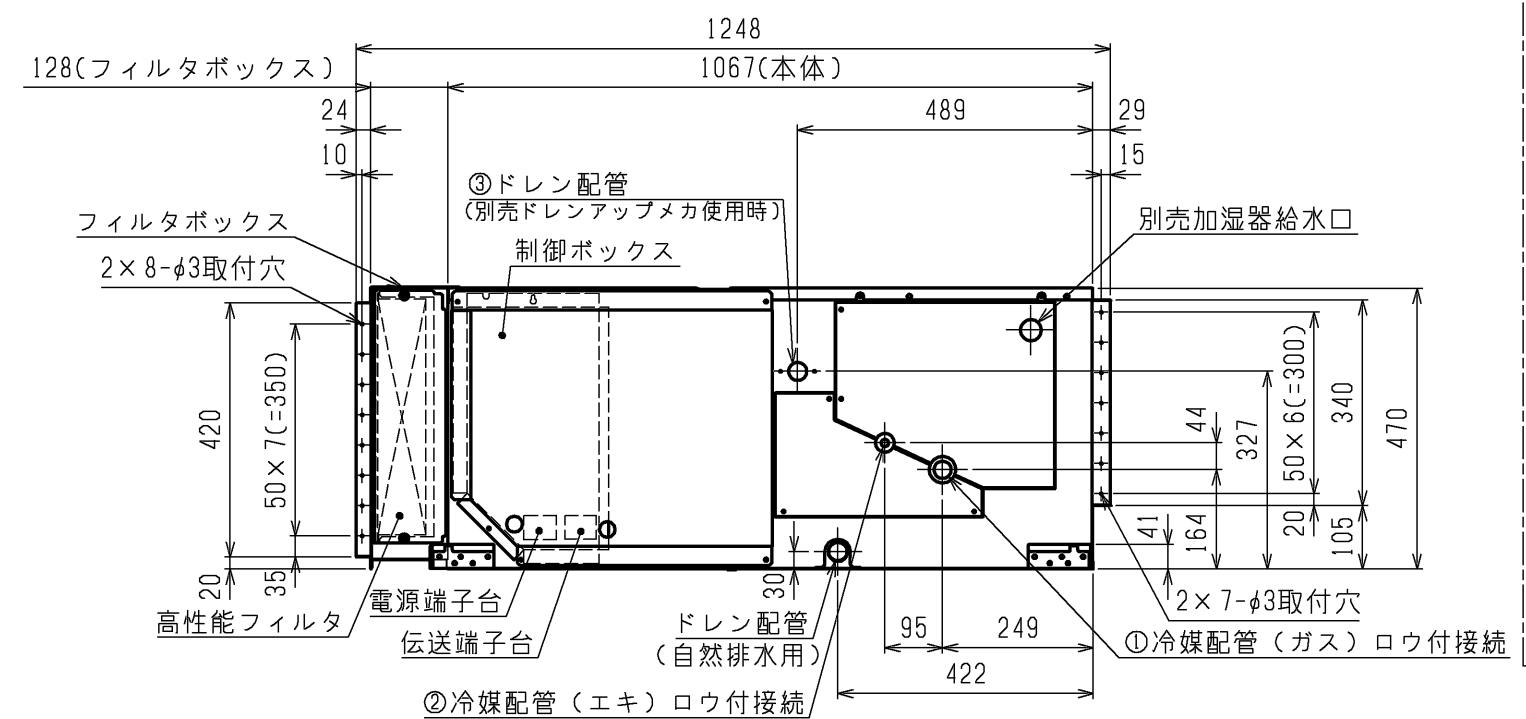 1248
128(フィルタボックス)
1067(本体)
24
489
29
10
15
③ドレン配管
(別売ドレンアップメカ使用時)
フィルタボックス
別売加湿器給水口
制御ボックス
2×8-φ3取付穴
420
50×7(=350)
44
327
50×6(=300)
340
470
41
164
20
105
20
35
30
電源端子台
2×7-φ3取付穴
高性能フィルタ
ドレン配管
(自然排水用)
95
249
伝送端子台
①冷媒配管(ガス)ロウ付接続
422
②冷媒配管(エキ)ロウ付接続